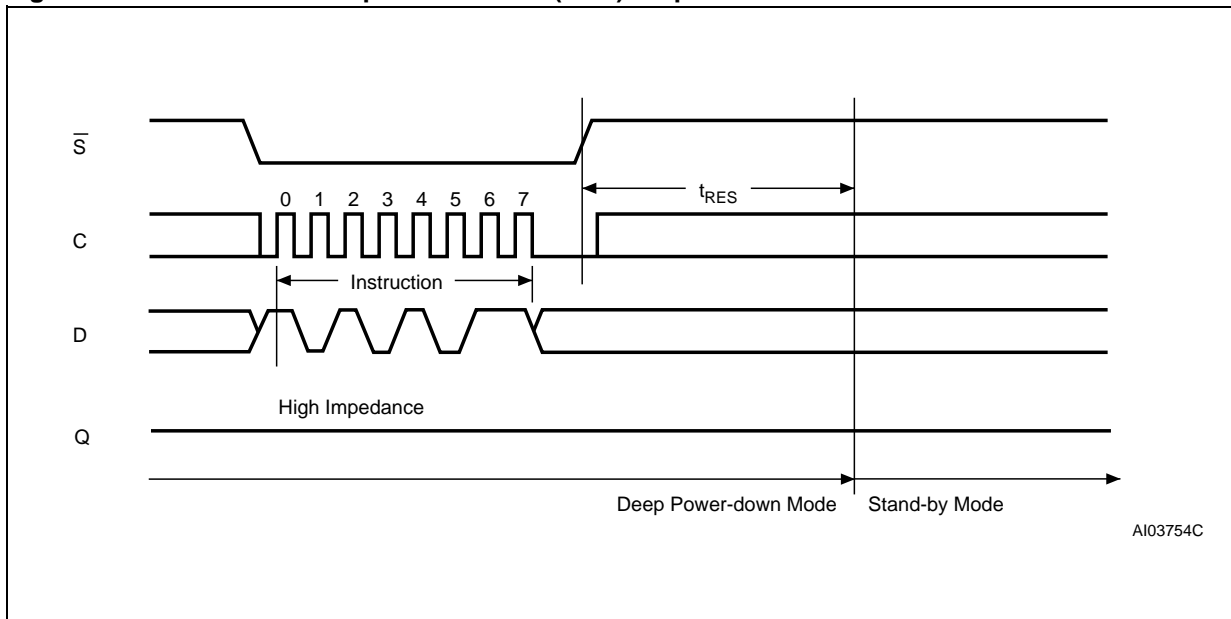 S
0 1 2 3 4 5 6 7
tRES
C
Instruction
D
High Impedance
Q
Deep Power-down Mode Stand-by Mode
AI03754C